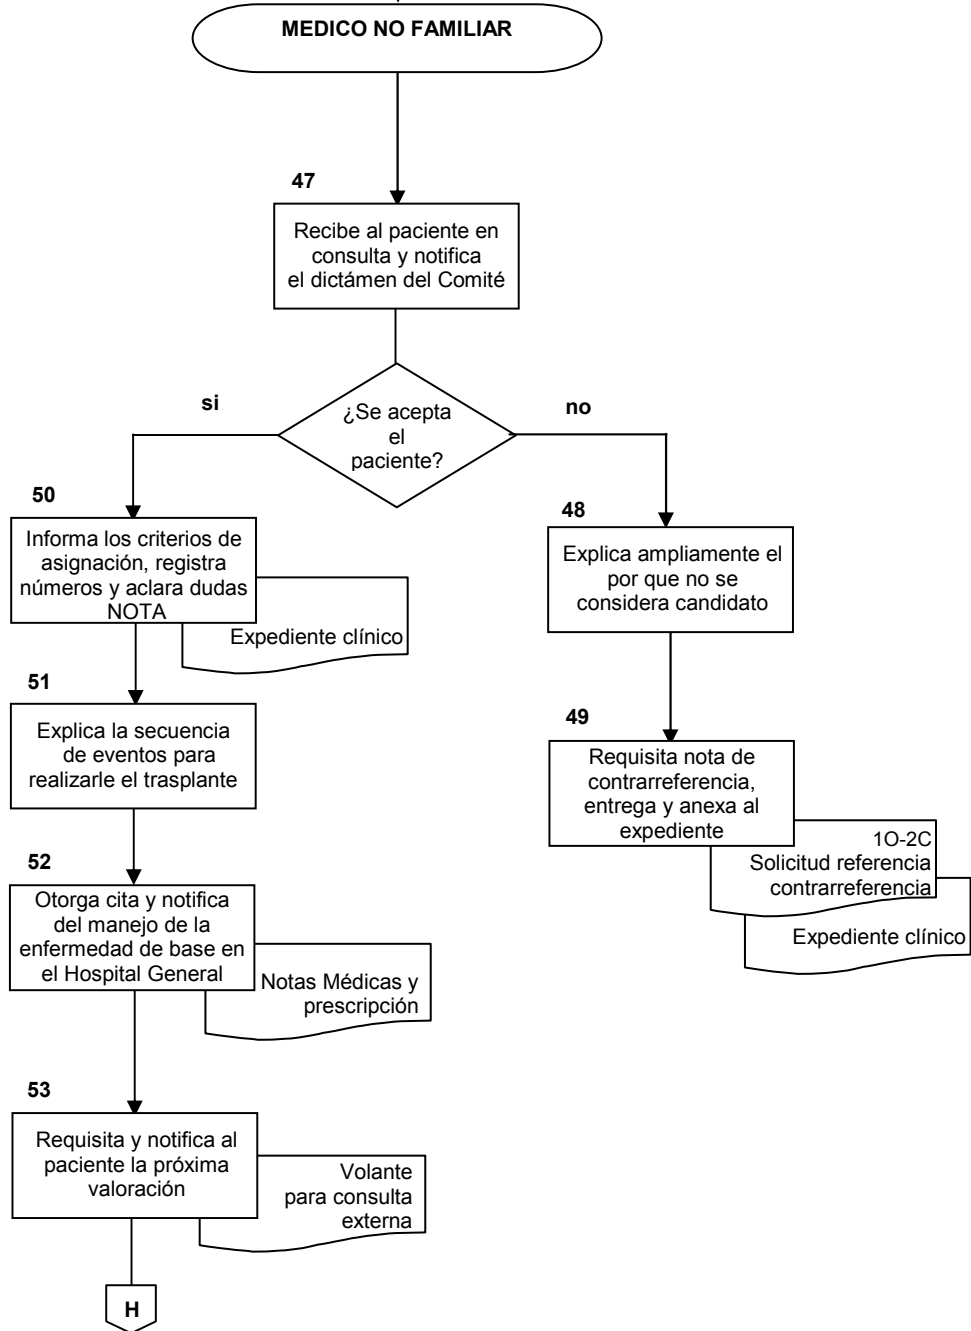 MEDICO NO FAMILIAR
47
Recibe al paciente en
consulta y notifica
el dictámen del Comité
si
¿Se acepta
el
paciente?
no
50
Informa los criterios de
asignación, registra
números y aclara dudas
NOTA
Expediente clínico
48
Explica ampliamente el
por que no se
considera candidato
51
Explica la secuencia
de eventos para
realizarle el trasplante
49
Requisita nota de
contrarreferencia,
entrega y anexa al
expediente
1O-2C
Solicitud referencia
contrarreferencia
Expediente clínico
52
Otorga cita y notifica
del manejo de la
enfermedad de base en
el Hospital General
Notas Médicas y
prescripción
53
Requisita y notifica al
paciente la próxima
valoración
Volante
para consulta
externa
H